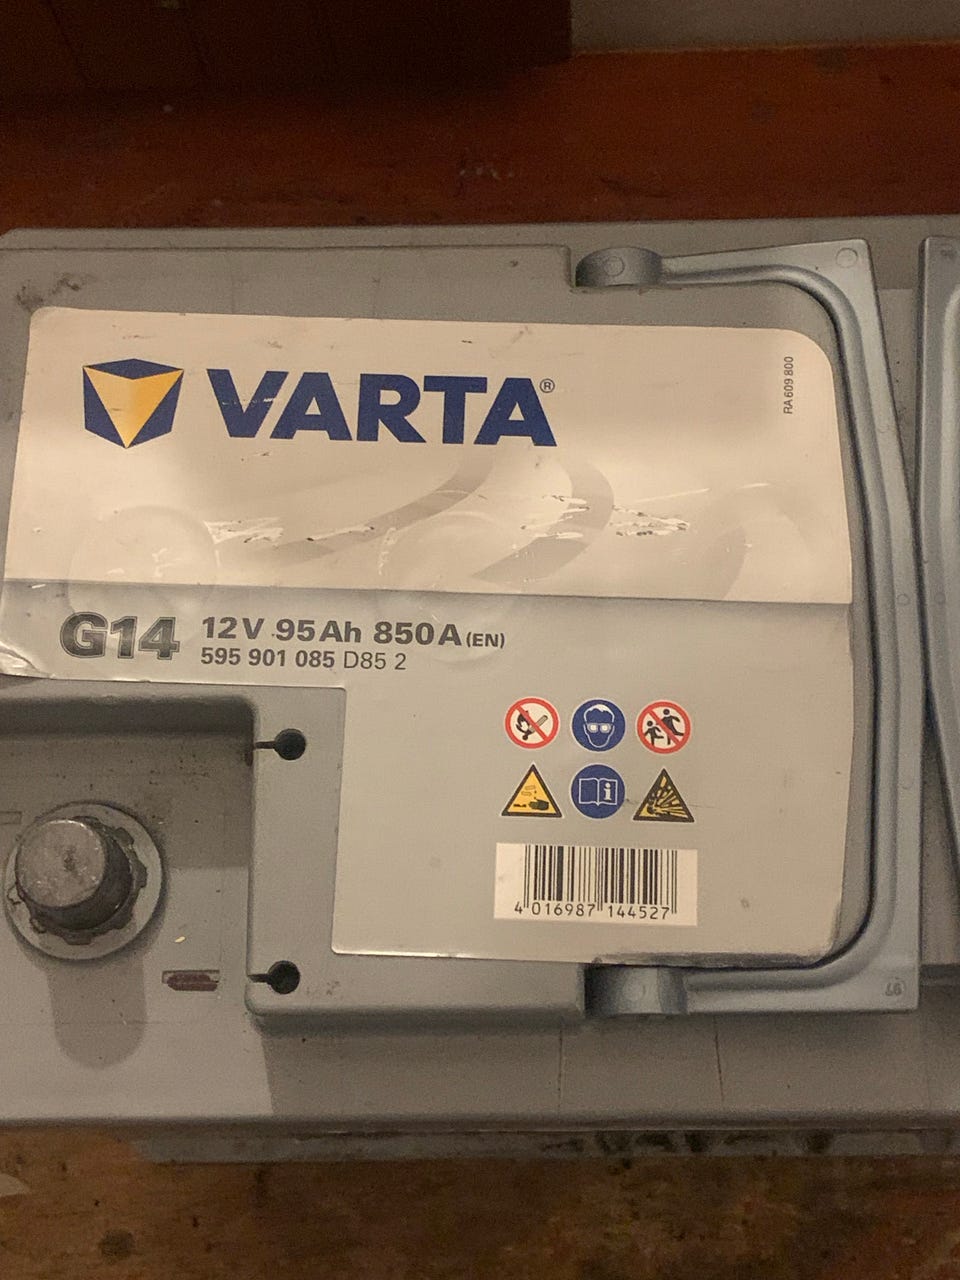 VARTA®
RA 609 800
G14 12V 95Ah 850A (EN)
595 901 085 D85 2
4 016987 144527